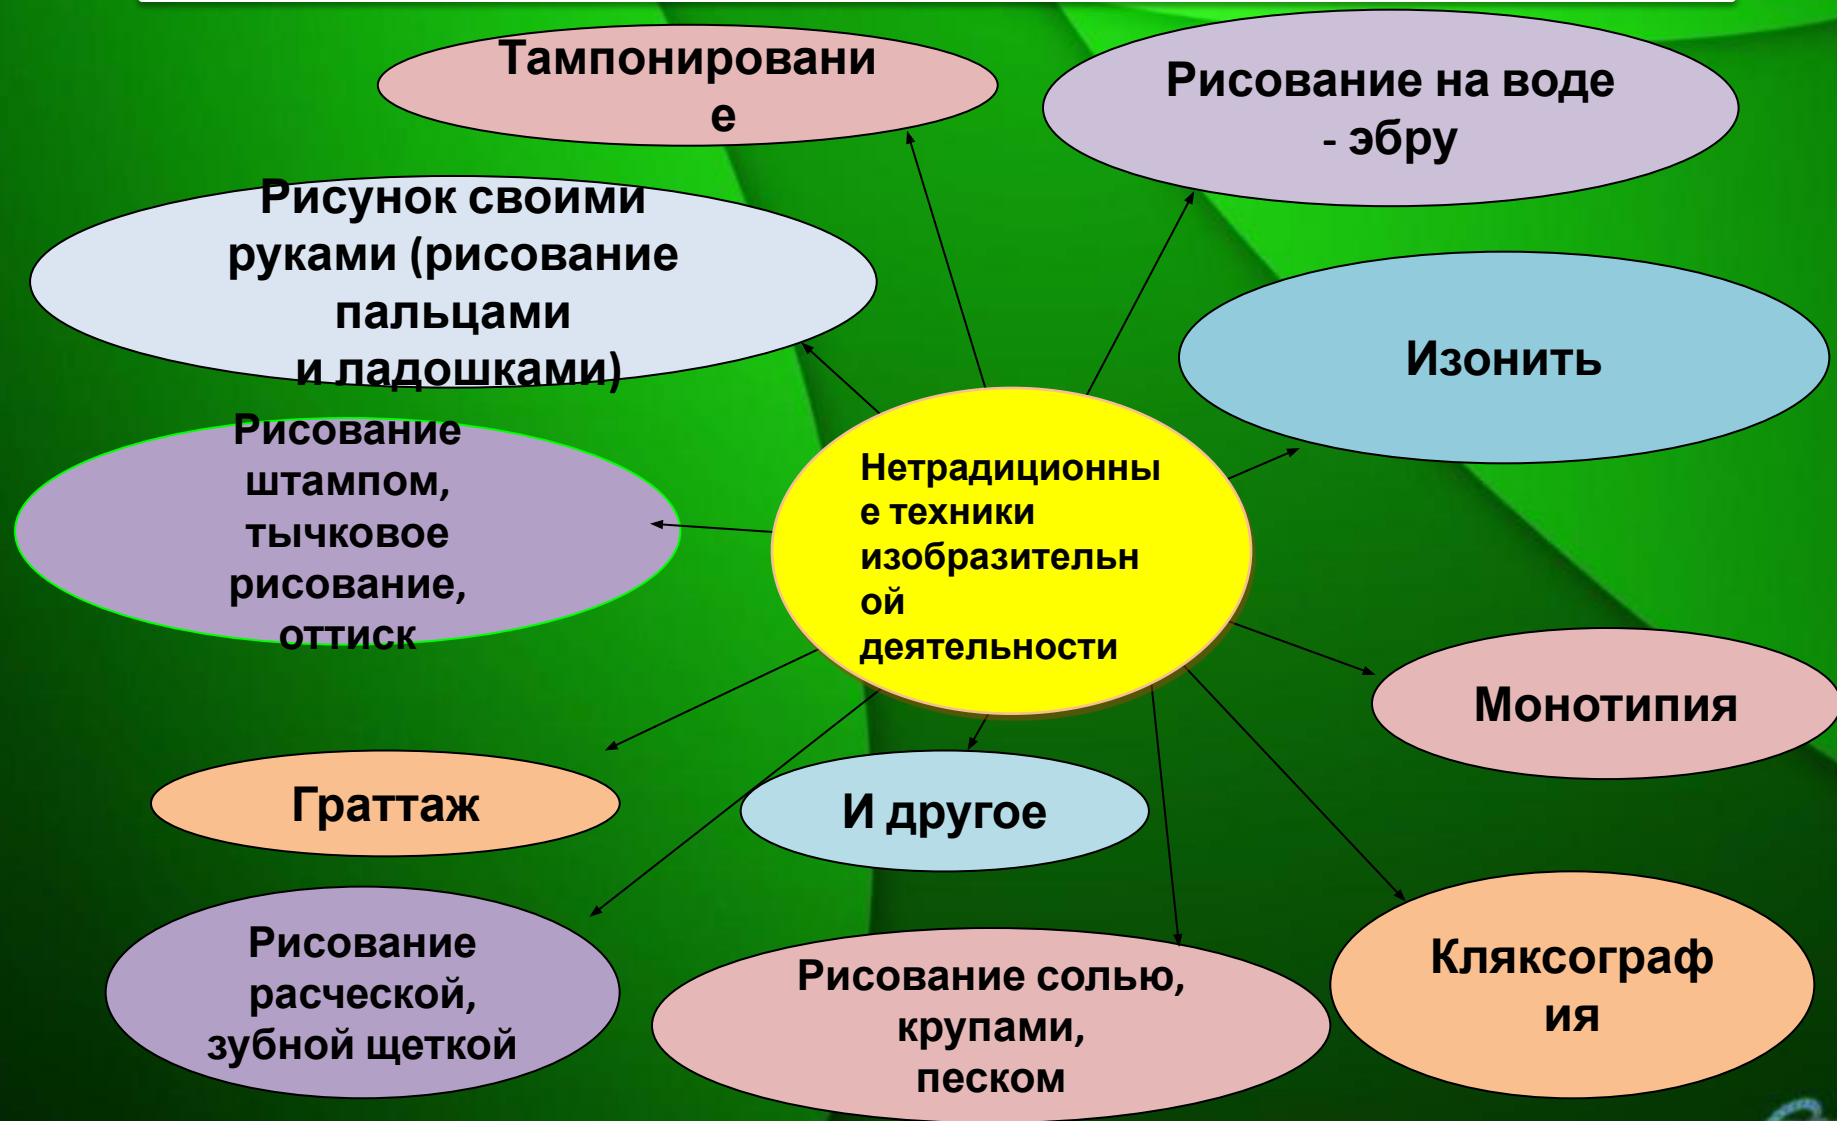 Тампонировани
е
Рисование на воде
- эбру
Рисунок своими
руками (рисование
пальцами
и ладошками)
Изонить
Рисование
штампом,
тычковое
рисование,
оттиск
Нетрадиционны
е техники
изобразительн
ой
деятельности
Монотипия
Граттаж
И другое
Рисование
расческой,
зубной щеткой
Рисование солью,
крупами,
песком
Кляксограф
ия